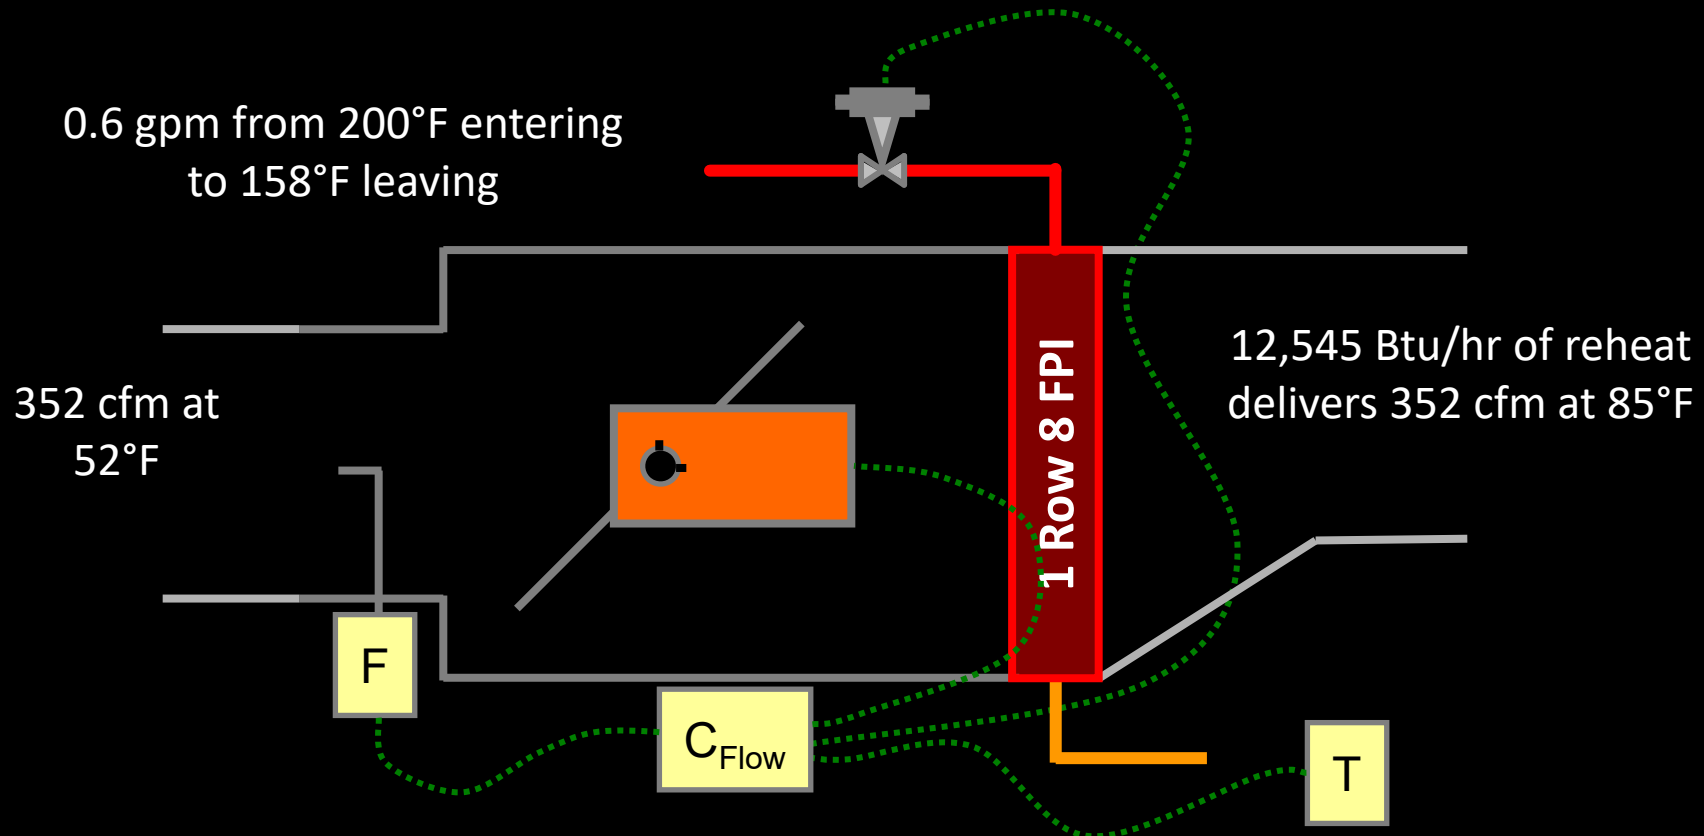 0.6 gpm from 200°F entering
to 158°F leaving
352 cfm at
52°F
1 Row 8 FPI
12,545 Btu/hr of reheat
delivers 352 cfm at 85°F
F
CFlow
T